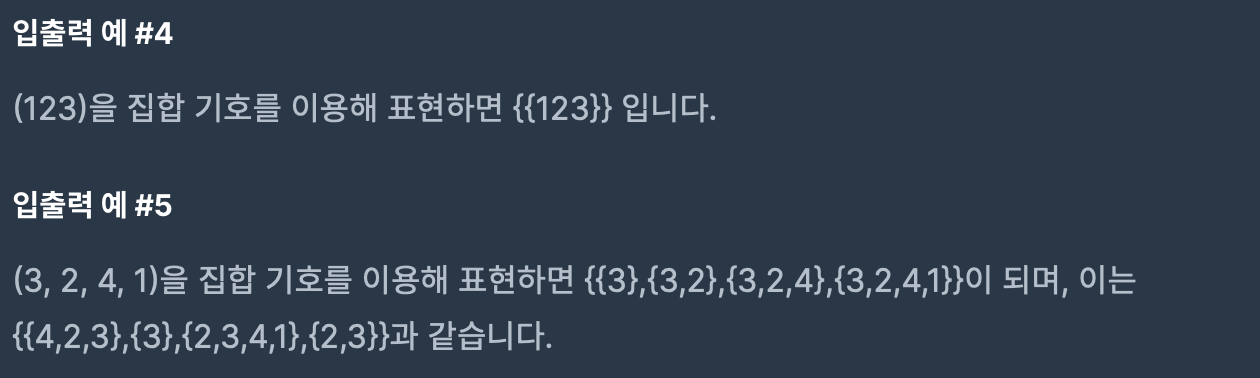 입출력 예 #4
(123)을 집합 기호를 이용해 표현하면 {{123}} 입니다.
입출력 예 #5
(3, 2, 4, 1)을 집합 기호를 이용해 표현하면 {{3},{3,2},{3,2,4},{3,2,4,1}}이 되며, 이는
{{4,2,3},{3},{2,3,4,1},{2,3}}과 같습니다.